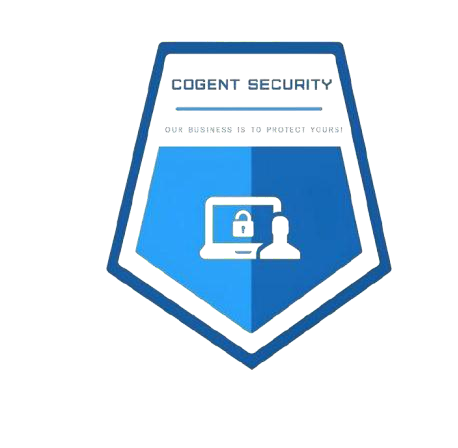 COGENT SECURITY
OUR BUSINESS IS TO PROTECT YOURS!